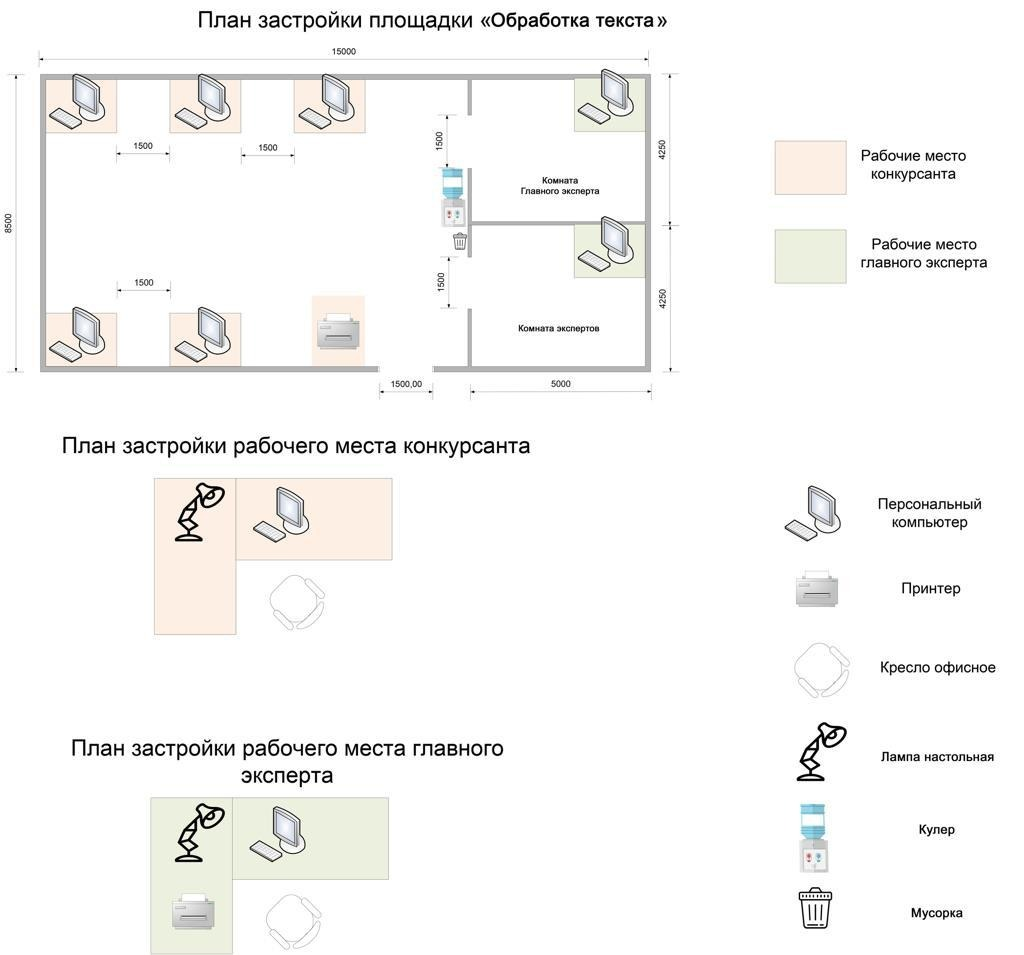 План застройки площадки «Обработка текста»
15000
8500
1500
1500
1500
4250
Комната
Главного эксперта
Рабочие место
конкурсанта
Рабочие место
главного эксперта
1500
1500
4250
Комната экспертов
1500,00
5000
План застройки рабочего места конкурсанта
Персональный
компьютер
Принтер
Кресло офисное
План застройки рабочего места главного
эксперта
Лампа настольная
Кулер
Мусорка